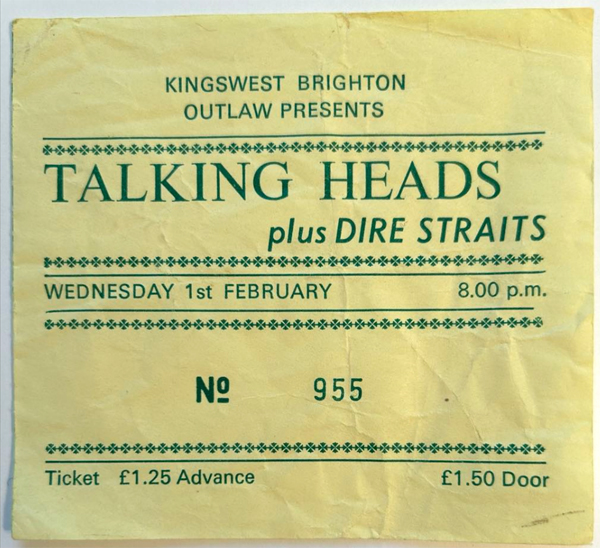 KINGSWEST BRIGHTON
OUTLAW PRESENTS
TALKING HEADS
plus DIRE STRAITS
WEDNESDAY 1st FEBRUARY 8.00 p.m.
Nº 955
Ticket £1.25 Advance £1.50 Door